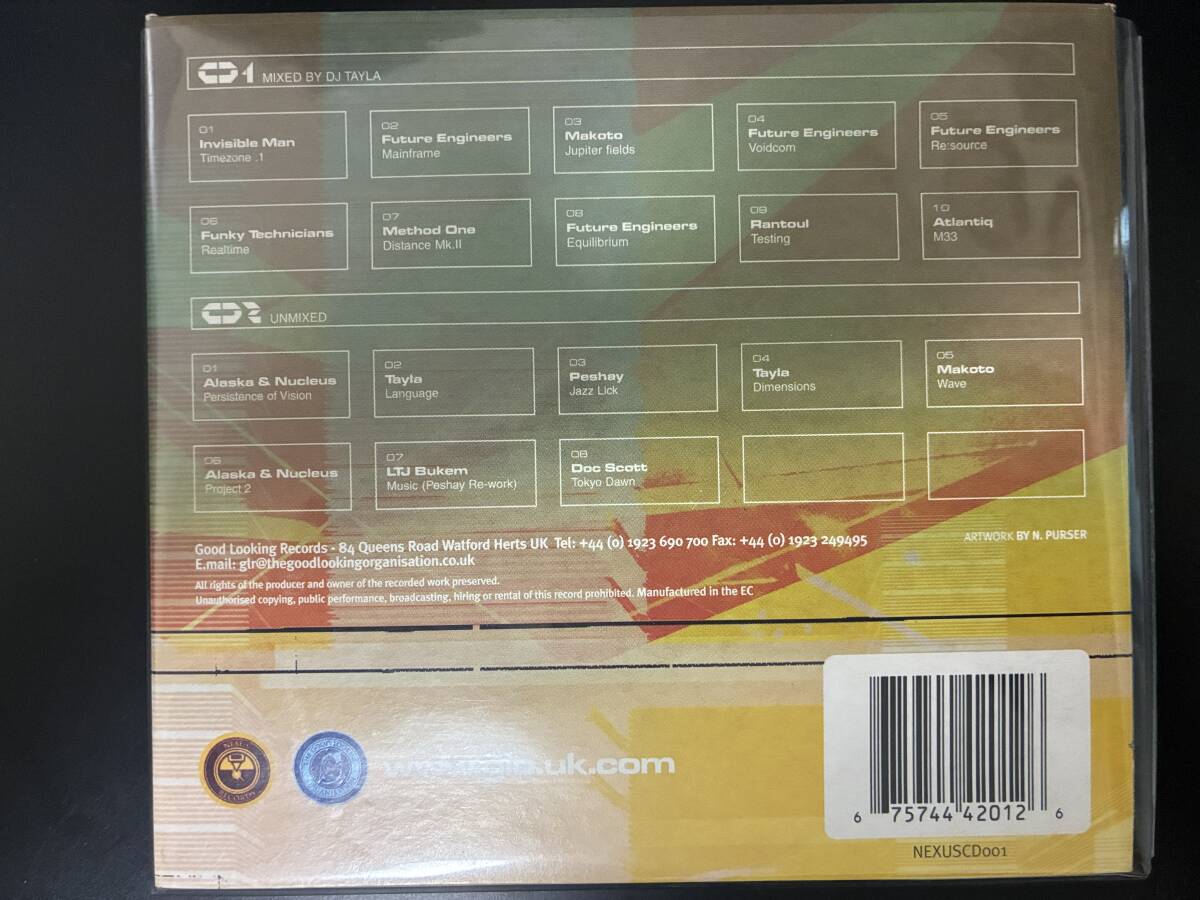 CD1 MIXED BY DJ TAYLA
01
Invisible Man
Timezone .1
02
Future Engineers
Mainframe
03
Makoto
Jupiter fields
04
Future Engineers
Voidcom
05
Future Engineers
Re:source
06
Funky Technicians
Realtime
07
Method One
Distance Mk.II
08
Future Engineers
Equilibrium
09
Rantoul
Testing
10
Atlantiq
M33
CD2 UNMIXED
01
Alaska & Nucleus
Persistence of Vision
02
Tayla
Language
03
Peshay
Jazz Lick
04
Tayla
Dimensions
05
Makoto
Wave
06
Alaska & Nucleus
Project 2
07
LTJ Bukem
Music (Peshay Re-work)
08
Doc Scott
Tokyo Dawn
Good Looking Records - 84 Queens Road Watford Herts UK Tel: +44 (0) 1923 690 700 Fax: +44 (0) 1923 249495
E.mail: glr@thegoodlookingorganisation.co.uk
ARTWORK BY N. PURSER
All rights of the producer and owner of the recorded work preserved.
Unauthorised copying, public performance, broadcasting, hiring or rental of this record prohibited. Manufactured in the EC
RECORDS
.uk.com
6 75744 42012 6
NEXUSCD001